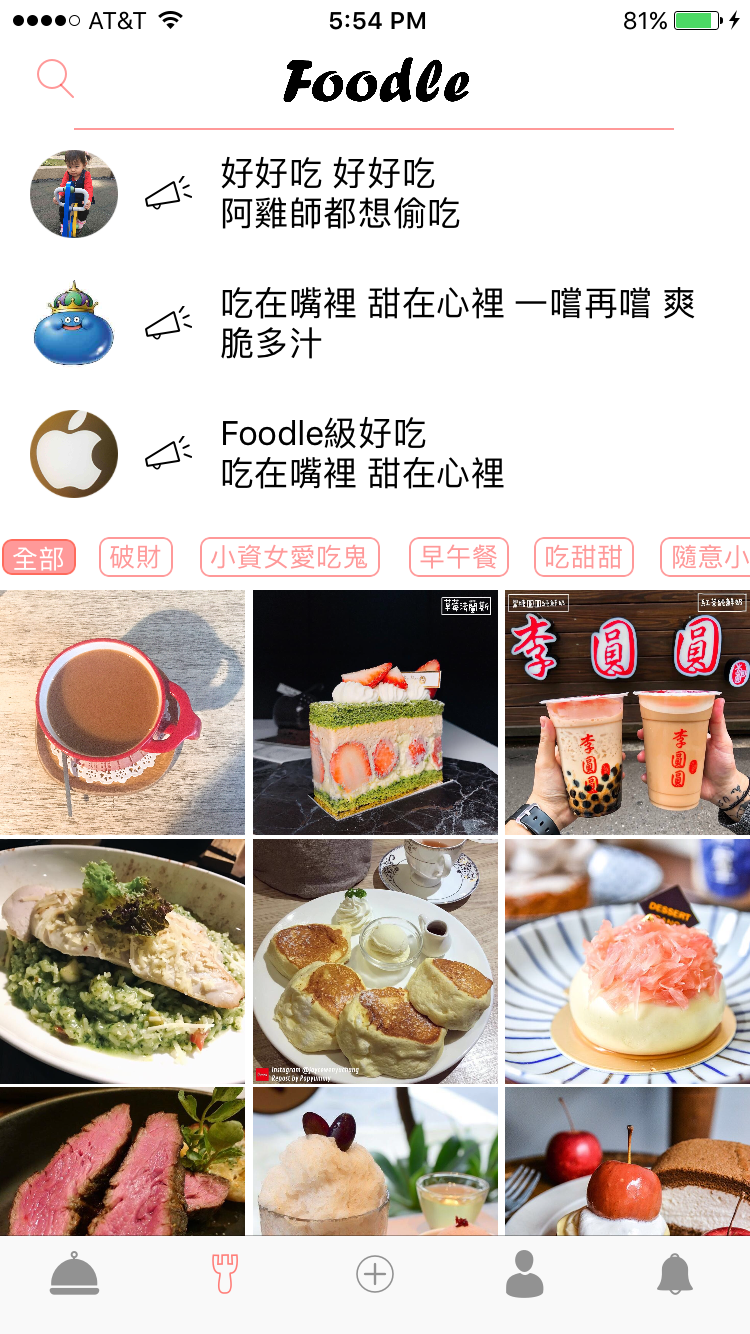 AT&T
5:54 PM
81%
Foodle
好好吃 好好吃
阿雞師都想偷吃
吃在嘴裡 甜在心裡 一嚐再嚐 爽
脆多汁
Foodle級好吃
吃在嘴裡 甜在心裡
全部
破財
小資女愛吃鬼
早午餐
吃甜甜
隨意小
草莓法蘭斯
李圓圓
李圓圓
李圓圓
DESSERT
Repost by Popyummy